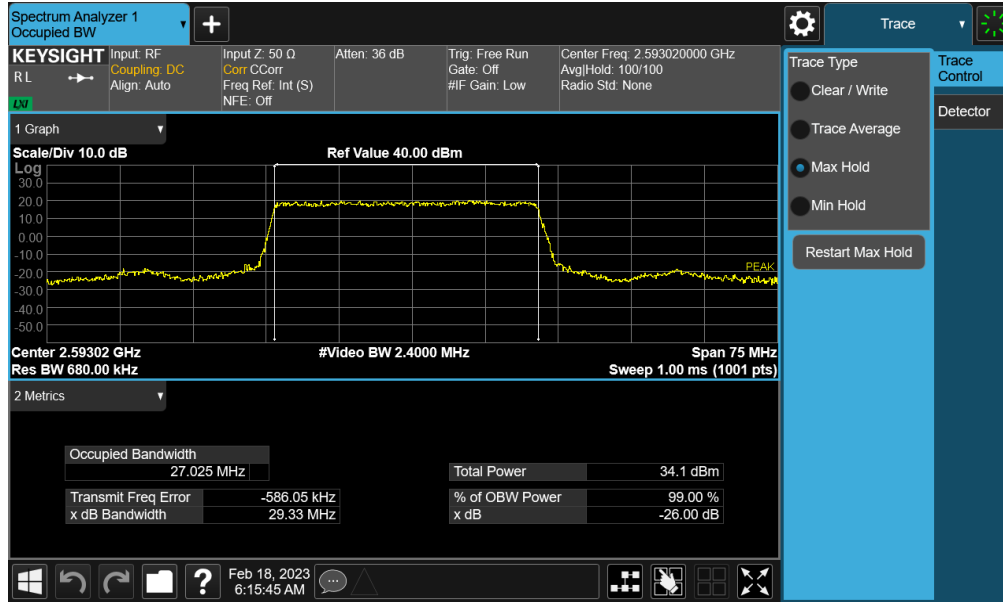 Spectrum Analyzer 1
Occupied BW
Trace
KEYSIGHT
R L
LXI
Input: RF
Coupling: DC
Align: Auto
Input Z: 50 Ω
Corr CCorr
Freq Ref: Int (S)
NFE: Off
Atten: 36 dB
Trig: Free Run
Gate: Off
#IF Gain: Low
Center Freq: 2.593020000 GHz
Avg|Hold: 100/100
Radio Std: None
Trace Type
Clear / Write
Trace Average
Max Hold
Min Hold
Restart Max Hold
Trace
Control
Detector
1 Graph
Scale/Div 10.0 dB
Ref Value 40.00 dBm
Log
30.0
20.0
10.0
0.00
-10.0
-20.0
-30.0
-40.0
-50.0
PEAK
Center 2.59302 GHz
#Video BW 2.4000 MHz
Span 75 MHz
Res BW 680.00 kHz
Sweep 1.00 ms (1001 pts)
2 Metrics
Occupied Bandwidth
27.025 MHz
Total Power 34.1 dBm
Transmit Freq Error -586.05 kHz
% of OBW Power 99.00 %
x dB Bandwidth 29.33 MHz
x dB -26.00 dB
?
Feb 18, 2023
6:15:45 AM